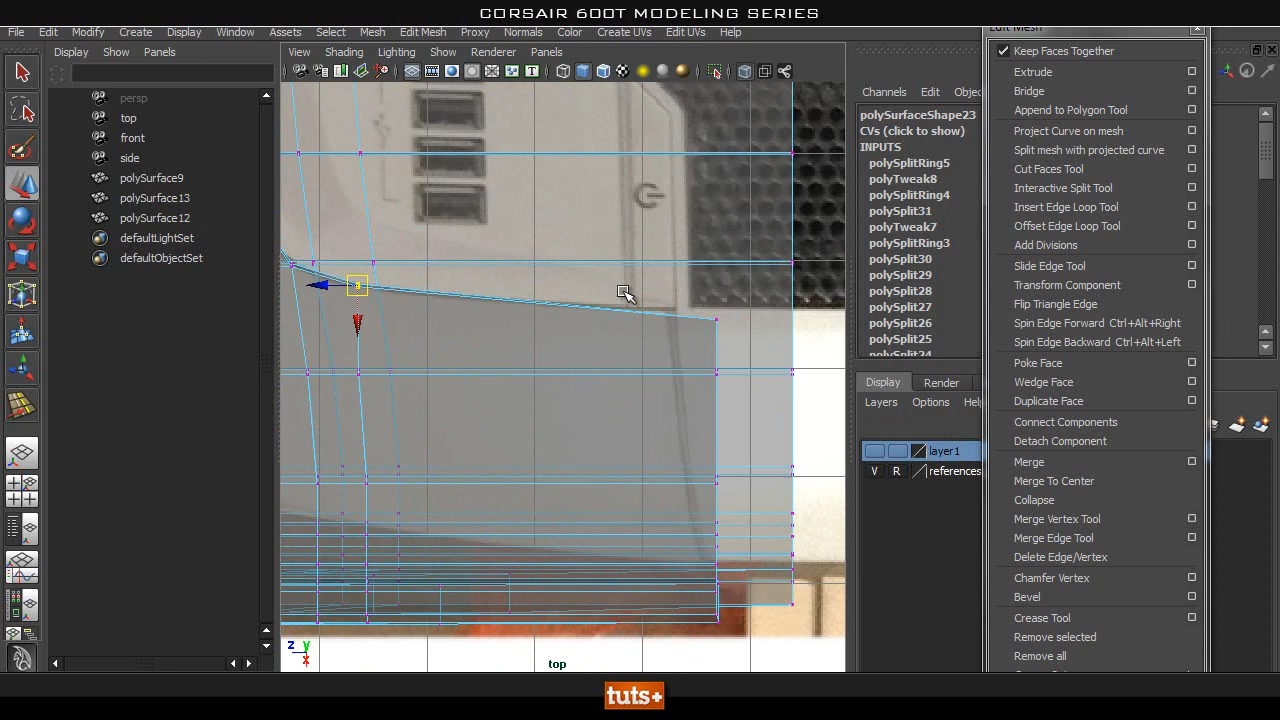 CORSAIR 600T MODELING SERIES
File Edit Modify Create Display Window Assets Select Mesh Edit Mesh Proxy Normals Color Create UVs Edit UVs Help
Display Show Panels
View Shading Lighting Show Renderer Panels
T
persp
top
front
side
polySurface9
polySurface13
polySurface12
defaultLightSet
defaultObjectSet
z y
x
top
Channels Edit Objec
polySurfaceShape23
CVs (click to show)
INPUTS
polySplitRing5
polyTweak8
polySplitRing4
polySplit31
polyTweak7
polySplitRing3
polySplit30
polySplit29
polySplit28
polySplit27
polySplit26
polySplit25
polySplit24
Display Render
Layers Options Help
layer1
V R references
Edit Mesh
Keep Faces Together
Extrude
Bridge
Append to Polygon Tool
Project Curve on mesh
Split mesh with projected curve
Cut Faces Tool
Interactive Split Tool
Insert Edge Loop Tool
Offset Edge Loop Tool
Add Divisions
Slide Edge Tool
Transform Component
Flip Triangle Edge
Spin Edge Forward Ctrl+Alt+Right
Spin Edge Backward Ctrl+Alt+Left
Poke Face
Wedge Face
Duplicate Face
Connect Components
Detach Component
Merge
Merge To Center
Collapse
Merge Vertex Tool
Merge Edge Tool
Delete Edge/Vertex
Chamfer Vertex
Bevel
Crease Tool
Remove selected
Remove all
tuts+